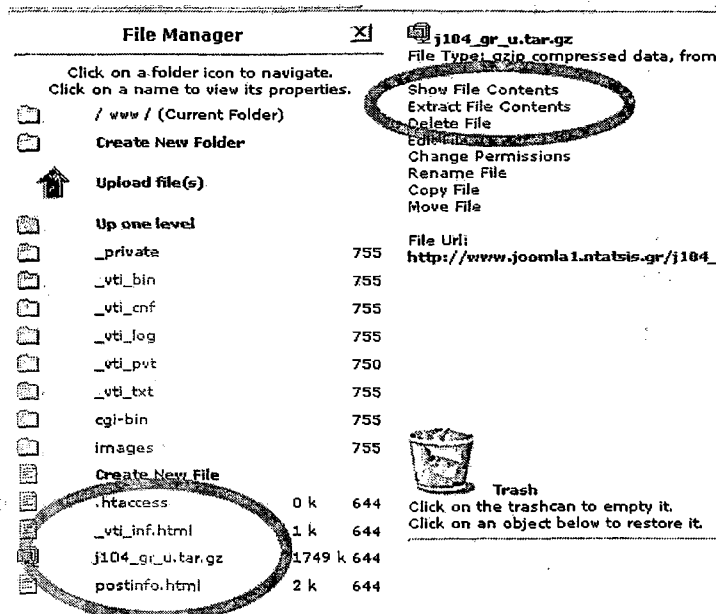 File Manager
Click on a folder icon to navigate.
Click on a name to view its properties.
/ www / (Current Folder)
Create New Folder
Upload file(s)
Up one level
_private 755
_vti_bin 755
_vti_cnf 755
_vti_log 755
_vti_pvt 750
_vti_txt 755
cgi-bin 755
images 755
Create New File
.htaccess 0 k 644
_vti_inf.html 1 k 644
j104_gr_u.tar.gz 1749 k 644
postinfo.html 2 k 644
j104_gr_u.tar.gz
File Type: gzip compressed data, from
Show File Contents
Extract File Contents
Delete File
Edit File
Change Permissions
Rename File
Copy File
Move File
File Url:
http://www.joomla1.ntatsis.gr/j104_
Trash
Click on the trashcan to empty it.
Click on an object below to restore it.